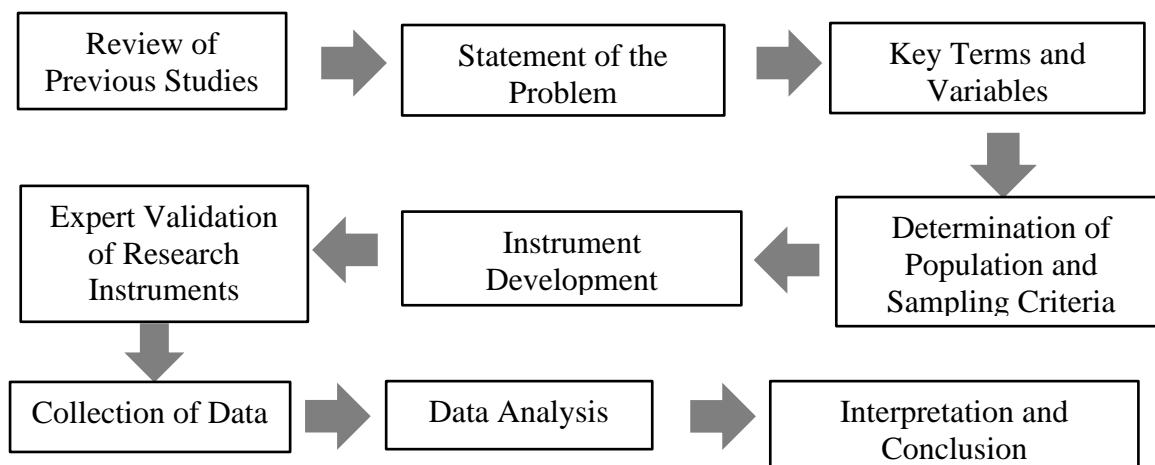 Review of
Previous Studies
Statement of the
Problem
Key Terms and
Variables
Determination of
Population and
Sampling Criteria
Instrument
Development
Expert Validation
of Research
Instruments
Collection of Data
Data Analysis
Interpretation and
Conclusion